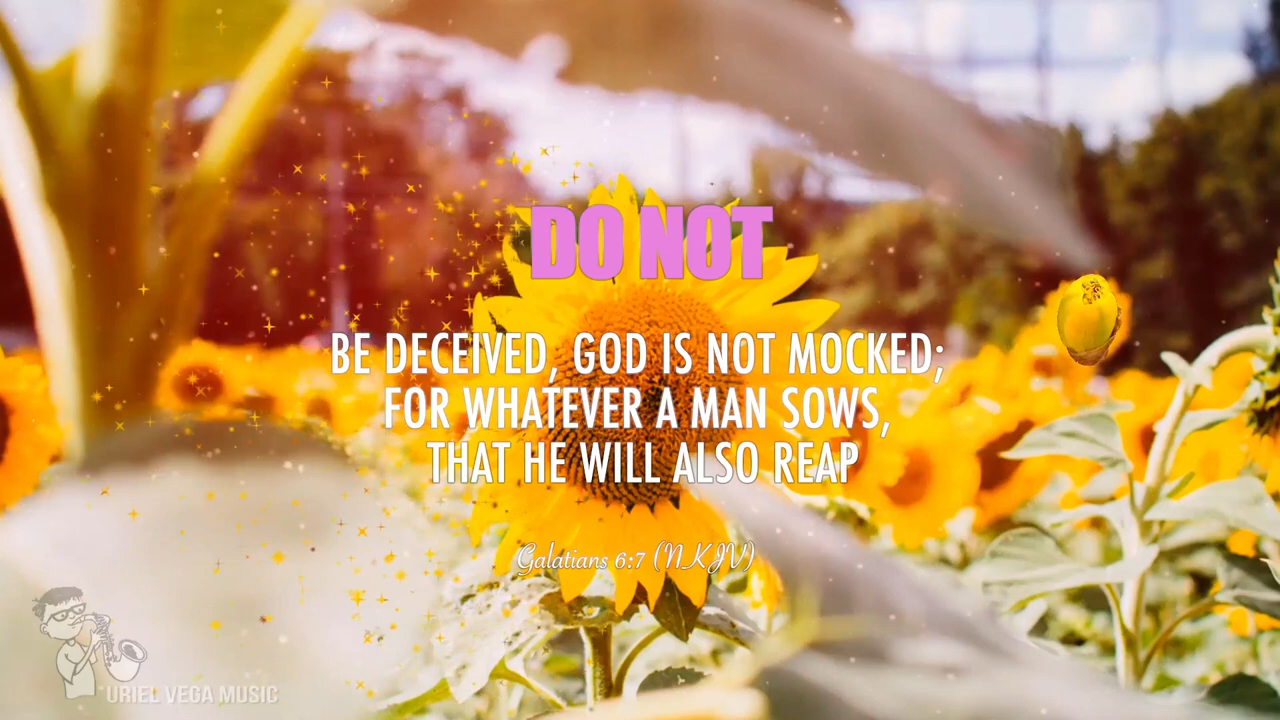 DO NOT
BE DECEIVED, GOD IS NOT MOCKED;
FOR WHATEVER A MAN SOWS,
THAT HE WILL ALSO REAP
Galatians 6:7 (NKJV)
URIEL VEGA MUSIC